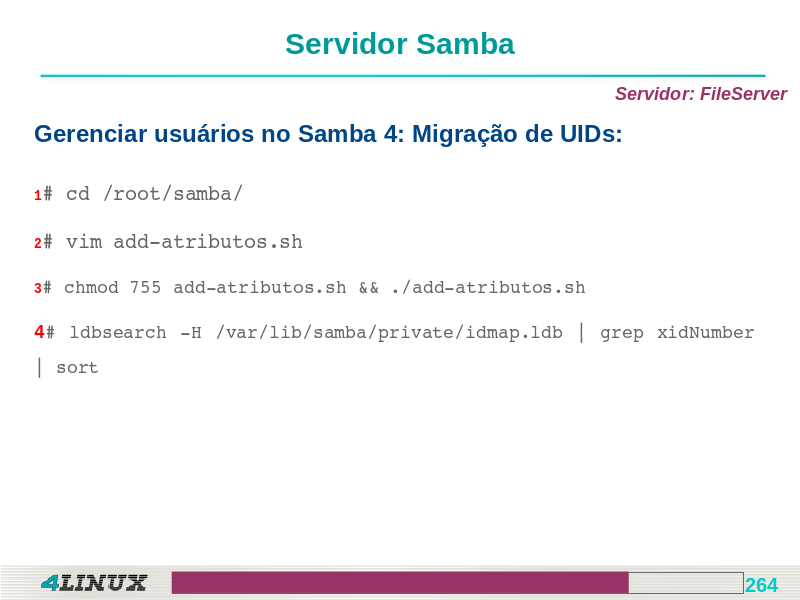 Servidor Samba
Servidor: FileServer
Gerenciar usuários no Samba 4: Migração de UIDs:
1# cd /root/samba/
2# vim add-atributos.sh
3# chmod 755 add-atributos.sh && ./add-atributos.sh
4# ldbsearch -H /var/lib/samba/private/idmap.ldb | grep xidNumber
| sort
4LINUX
264